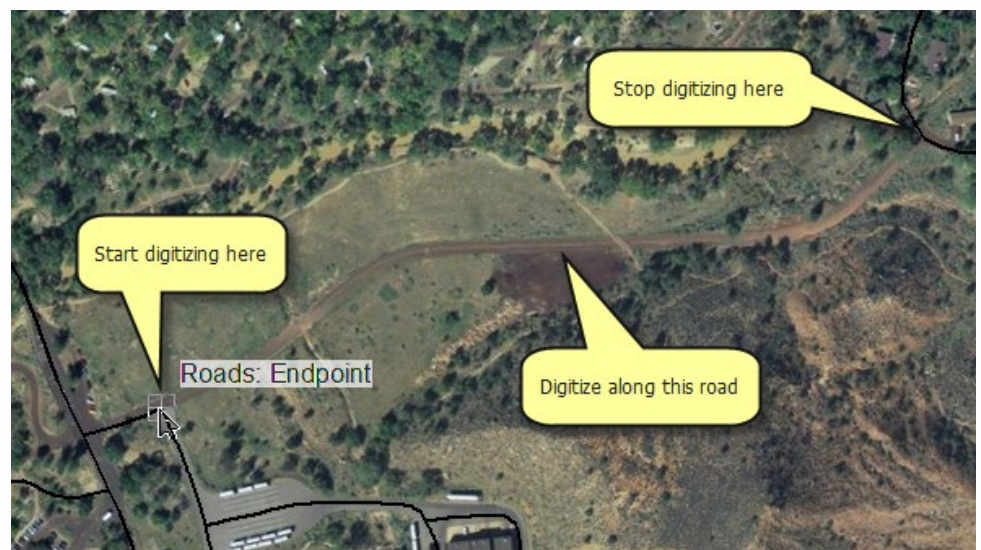 Stop digitizing here
Start digitizing here
Roads: Endpoint
Digitize along this road